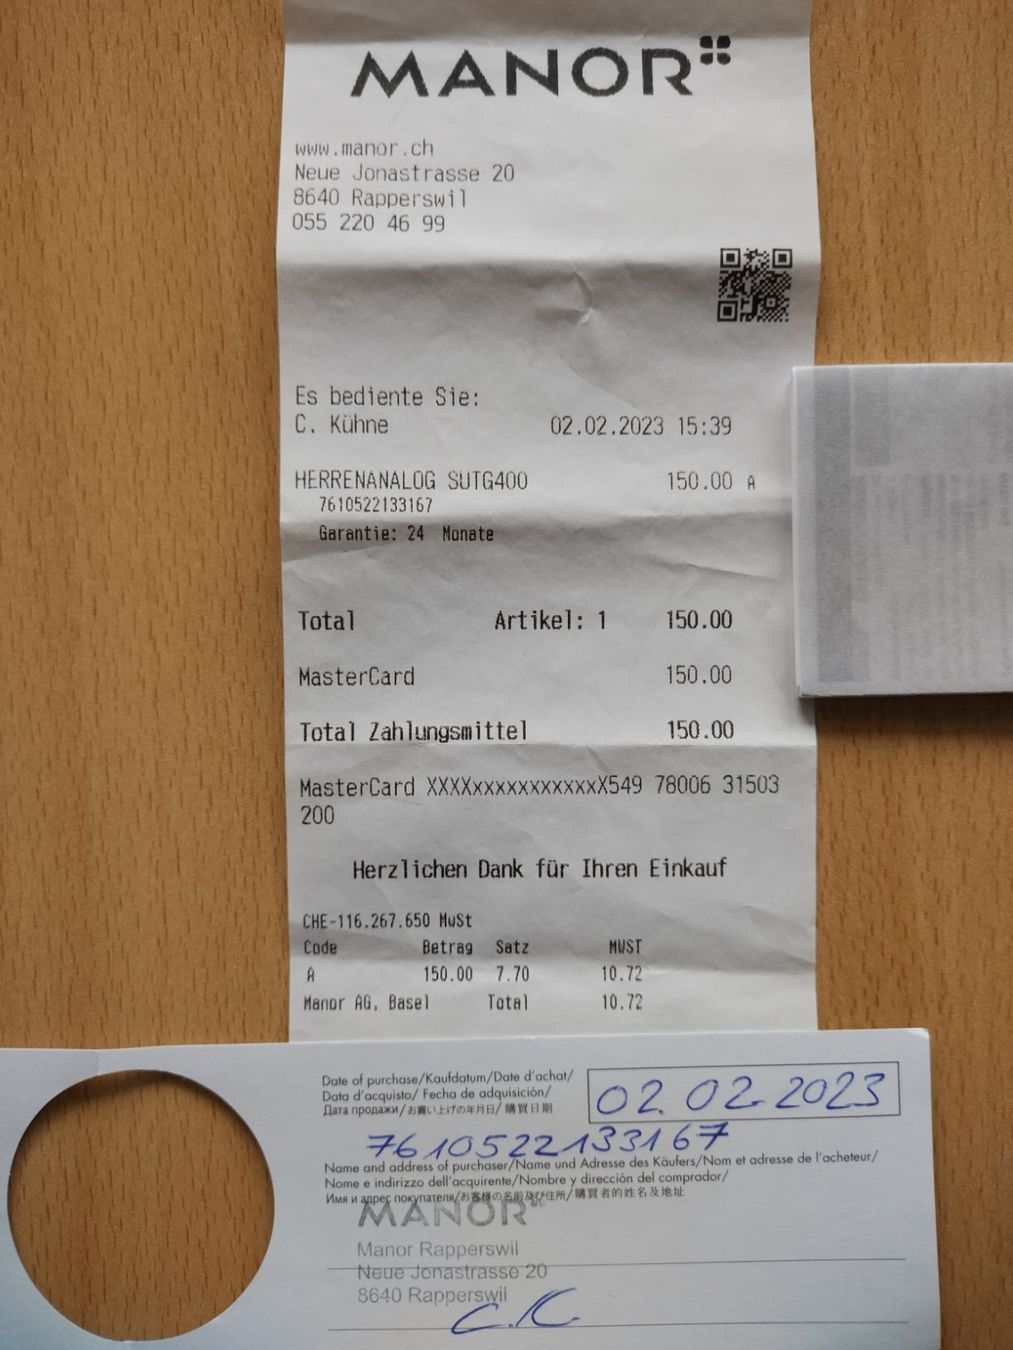 MANOR
www.manor.ch
Neue Jonastrasse 20
8640 Rapperswil
055 220 46 99
Es bediente Sie:
C. Kühne 02.02.2023 15:39
HERRENANALOG SUTG400 150.00 A
7610522133167
Garantie: 24 Monate
Total Artikel: 1 150.00
MasterCard 150.00
Total Zahlungsmittel 150.00
MasterCard XXXXxxxxxxxxxxxX549 78006 31503
200
Herzlichen Dank für Ihren Einkauf
CHE-116.267.650 MwSt
Code Betrag Satz MWST
A 150.00 7.70 10.72
Manor AG, Basel Total 10.72
Date of purchase/Kaufdatum/Date d'achat/
Data d'acquisto/ Fecha de adquisición/
Дата продажи/お買い上げの年月日/ 購買日期
02.02.2023
7610522133167
Name and address of purchaser/Name und Adresse des Käufers/Nom et adresse de l'acheteur/
Nome e indirizzo dell'acquirente/Nombre y dirección del comprador/
Имя и адрес покупателя/お客様の名前及び住所/購買者的姓名及地址
MANOR
Manor Rapperswil
Neue Jonastrasse 20
8640 Rapperswil
C.K.